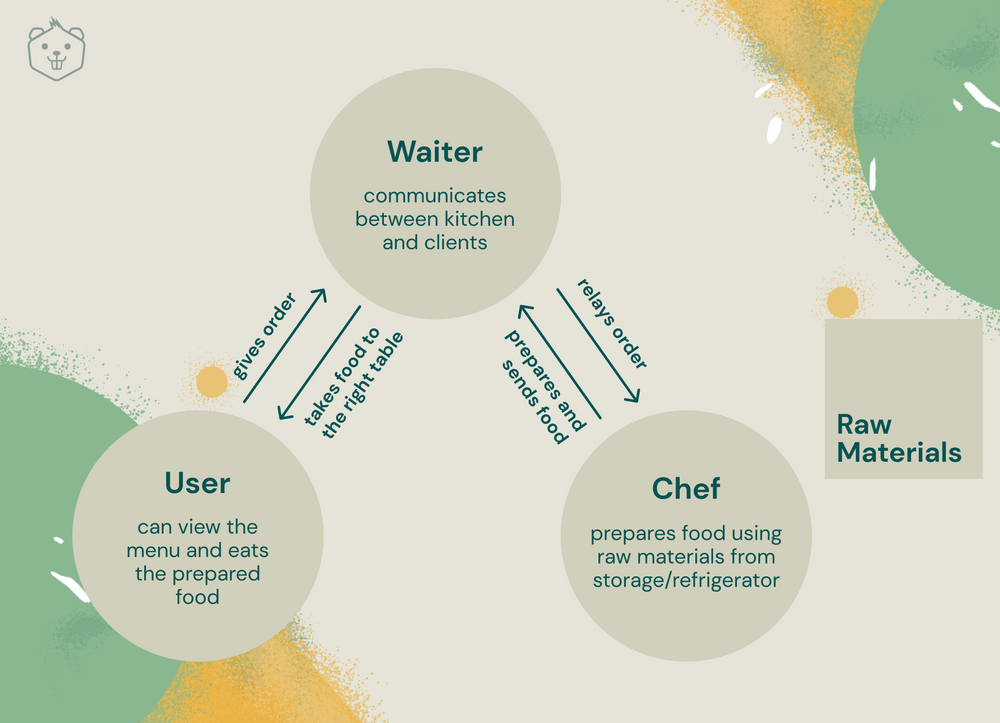 Waiter
communicates
between kitchen
and clients
gives order
takes food to
the right table
relays order
prepares and
sends food
User
can view the
menu and eats
the prepared
food
Chef
prepares food using
raw materials from
storage/refrigerator
Raw
Materials